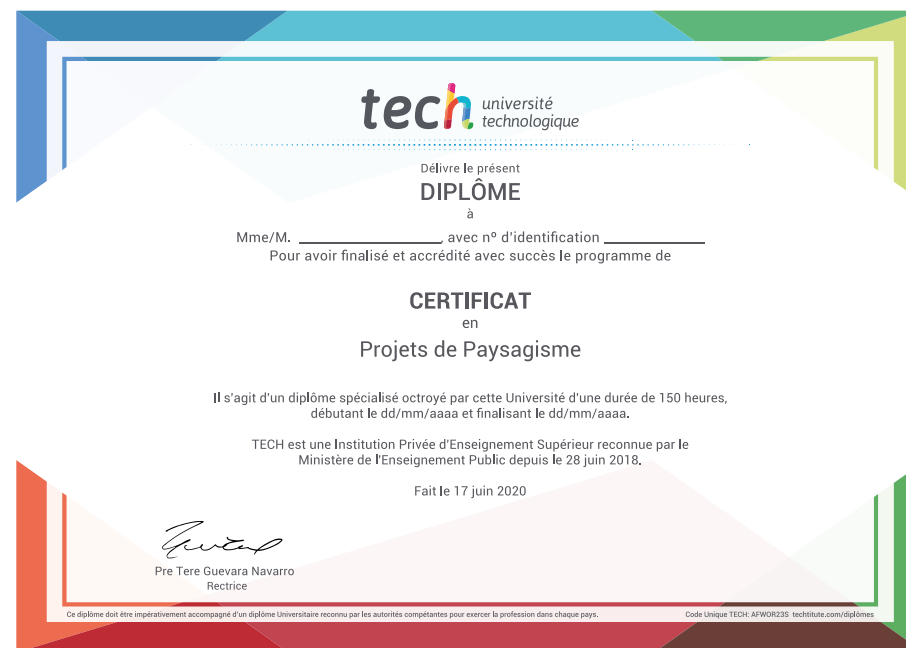 tech université
technologique
Délivre le présent
DIPLÔME
à
Mme/M. ____________________, avec nº d'identification ______________
Pour avoir finalisé et accrédité avec succès le programme de
CERTIFICAT
en
Projets de Paysagisme
Il s'agit d'un diplôme spécialisé octroyé par cette Université d'une durée de 150 heures,
débutant le dd/mm/aaaa et finalisant le dd/mm/aaaa.
TECH est une Institution Privée d'Enseignement Supérieur reconnue par le
Ministère de l'Enseignement Public depuis le 28 juin 2018.
Fait le 17 juin 2020
Pre Tere Guevara Navarro
Rectrice
Ce diplôme doit être impérativement accompagné d'un diplôme Universitaire reconnu par les autorités compétentes pour exercer la profession dans chaque pays.
Code Unique TECH: AFWOR23S techtitute.com/diplômes